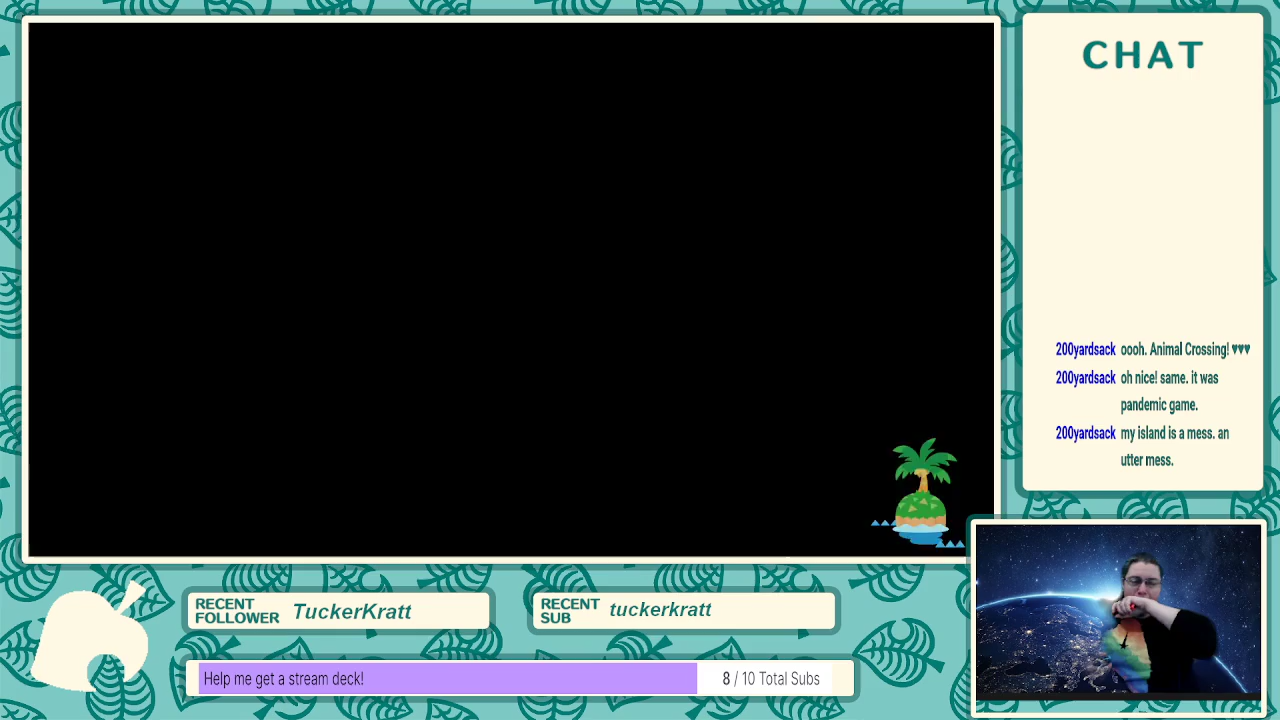 CHAT
200yardsack oooh. Animal Crossing! ♥♥♥
200yardsack oh nice! same. it was
pandemic game.
200yardsack my island is a mess. an
utter mess.
RECENT
FOLLOWER TuckerKratt
RECENT
SUB tuckerkratt
Help me get a stream deck! 8 / 10 Total Subs